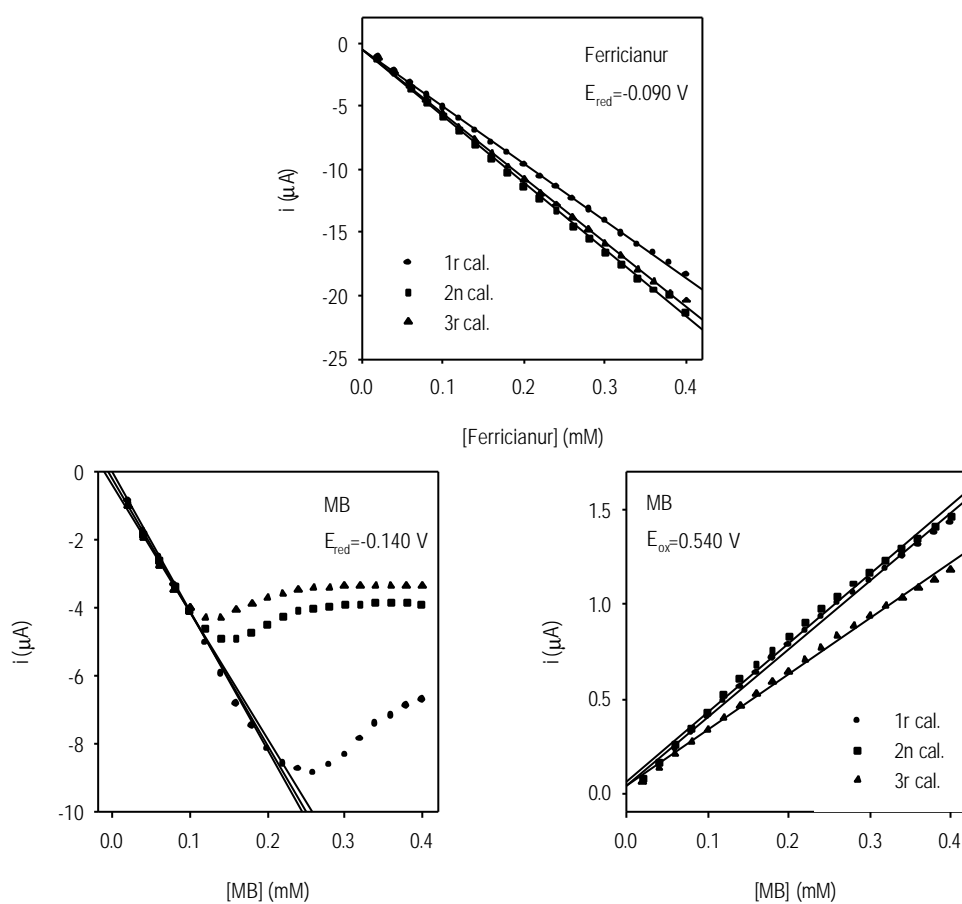 Ferricianur
E_red=-0.090 V
0
-5
-10
-15
-20
-25
i (μA)
1r cal.
2n cal.
3r cal.
0.0 0.1 0.2 0.3 0.4
[Ferricianur] (mM)
MB
E_red=-0.140 V
0
-2
-4
-6
-8
-10
i (μA)
0.0 0.1 0.2 0.3 0.4
[MB] (mM)
MB
E_ox=0.540 V
1.5
1.0
0.5
0.0
i (μA)
1r cal.
2n cal.
3r cal.
0.0 0.1 0.2 0.3 0.4
[MB] (mM)